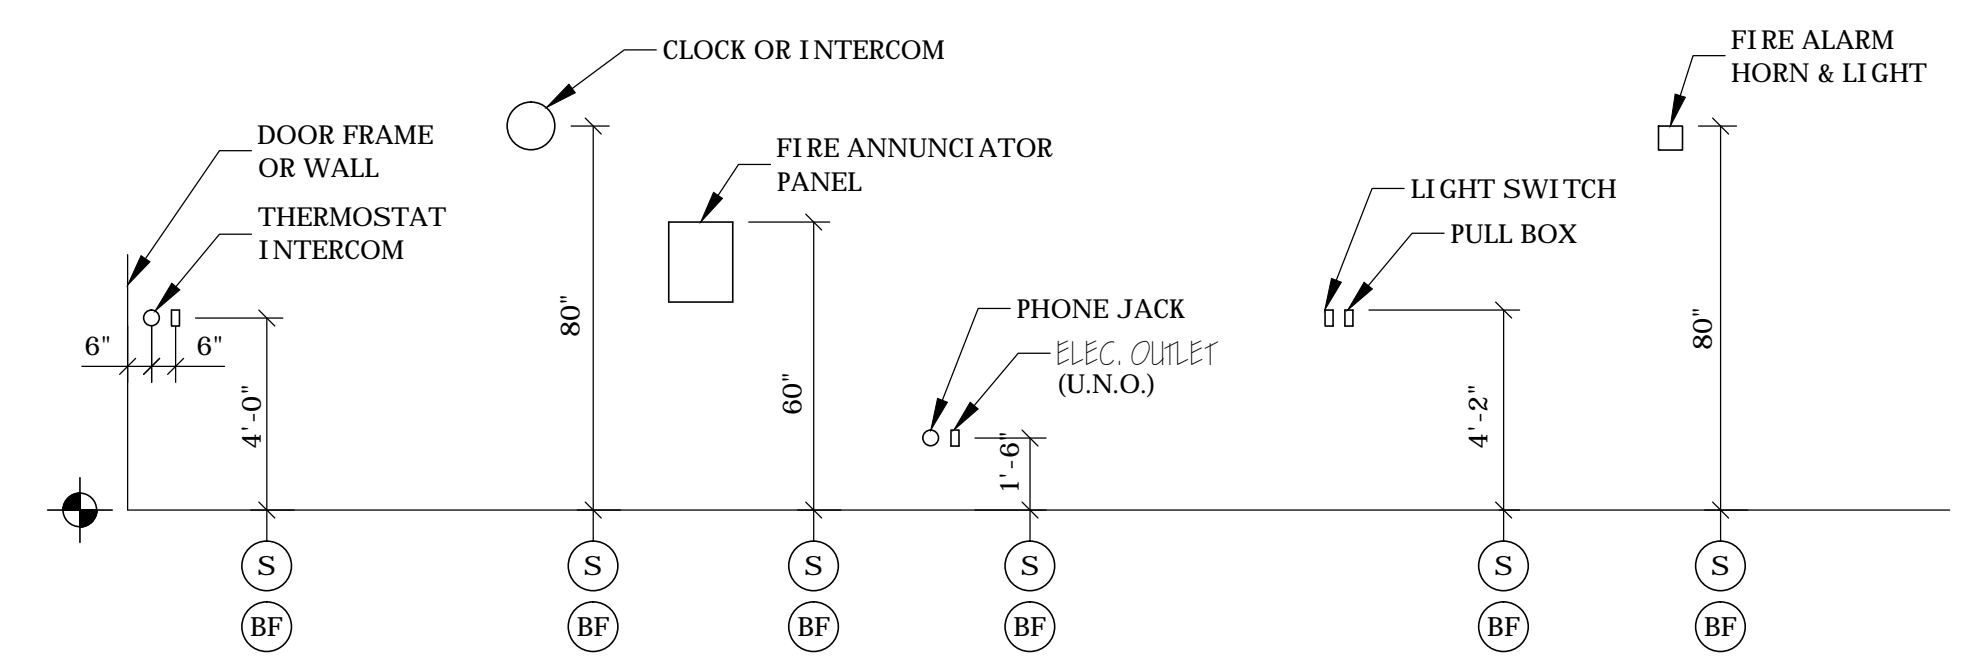 CLOCK OR INTERCOM
FIRE ALARM
HORN & LIGHT
DOOR FRAME
OR WALL
FIRE ANNUNCIATOR
PANEL
LIGHT SWITCH
PULL BOX
THERMOSTAT
INTERCOM
PHONE JACK
ELEC. OUTLET
(U.N.O.)
6"
6"
4'-0"
80"
60"
1'-6"
4'-2"
80"
S
S
S
S
S
S
BF
BF
BF
BF
BF
BF